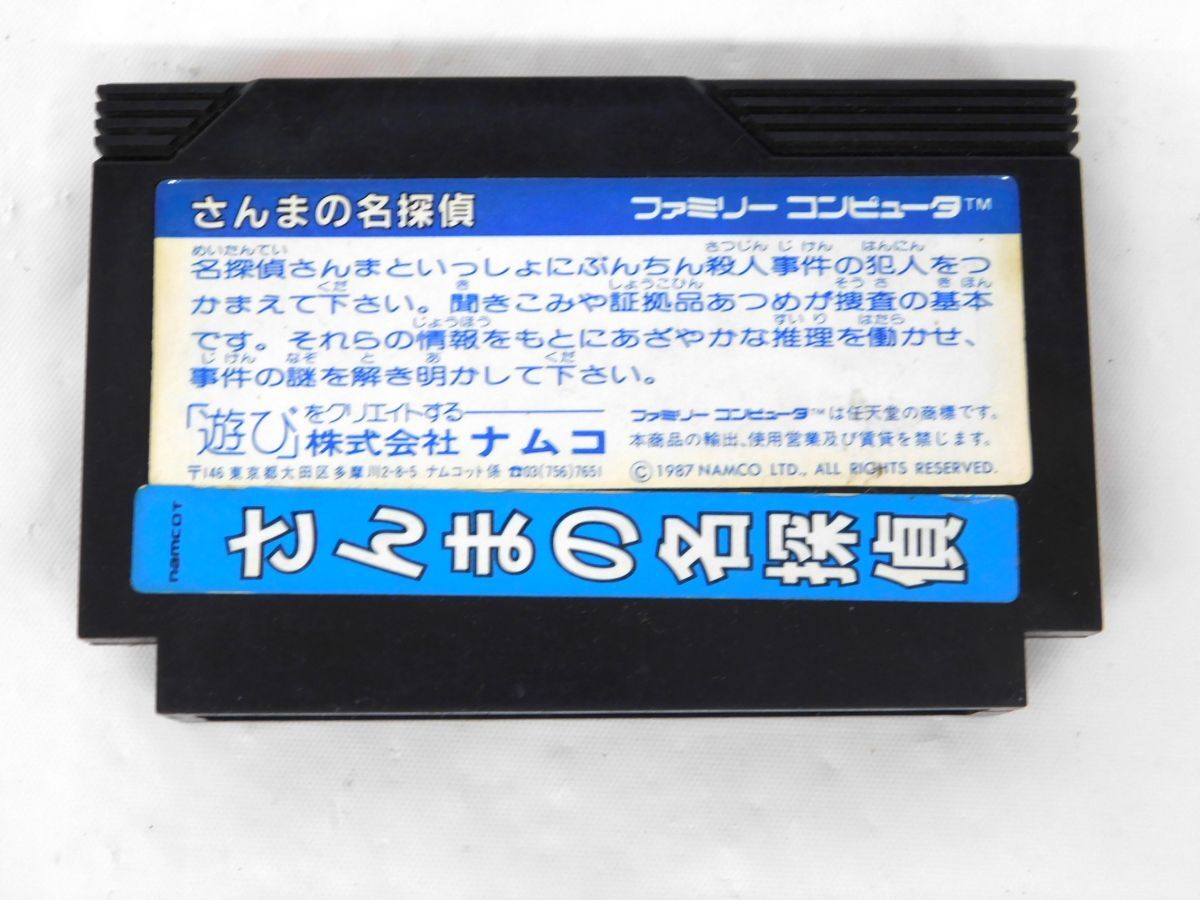 さんまの名探偵
ファミリー コンピュータ™
めいたんてい さつじん じ けん はんにん
名探偵さんまといっしょにぶんちん殺人事件の犯人をつ
くだ き しょうこひん そう さ き ほん
かまえて下さい。聞きこみや証拠品あつめが捜査の基本
じょうほう すい り はたら
です。それらの情報をもとにあざやかな推理を働かせ、
じ けん なぞ と あ くだ
事件の謎を解き明かして下さい。
「遊び」をクリエイトする
株式会社 ナムコ
〒146 東京都大田区多摩川2-8-5 ナムコット係 ☎03(756)7651
ファミリー コンピュータ™は任天堂の商標です。
本商品の輸出、使用営業及び賃貸を禁じます。
©1987 NAMCO LTD., ALL RIGHTS RESERVED.
namcot
さんまの名探偵